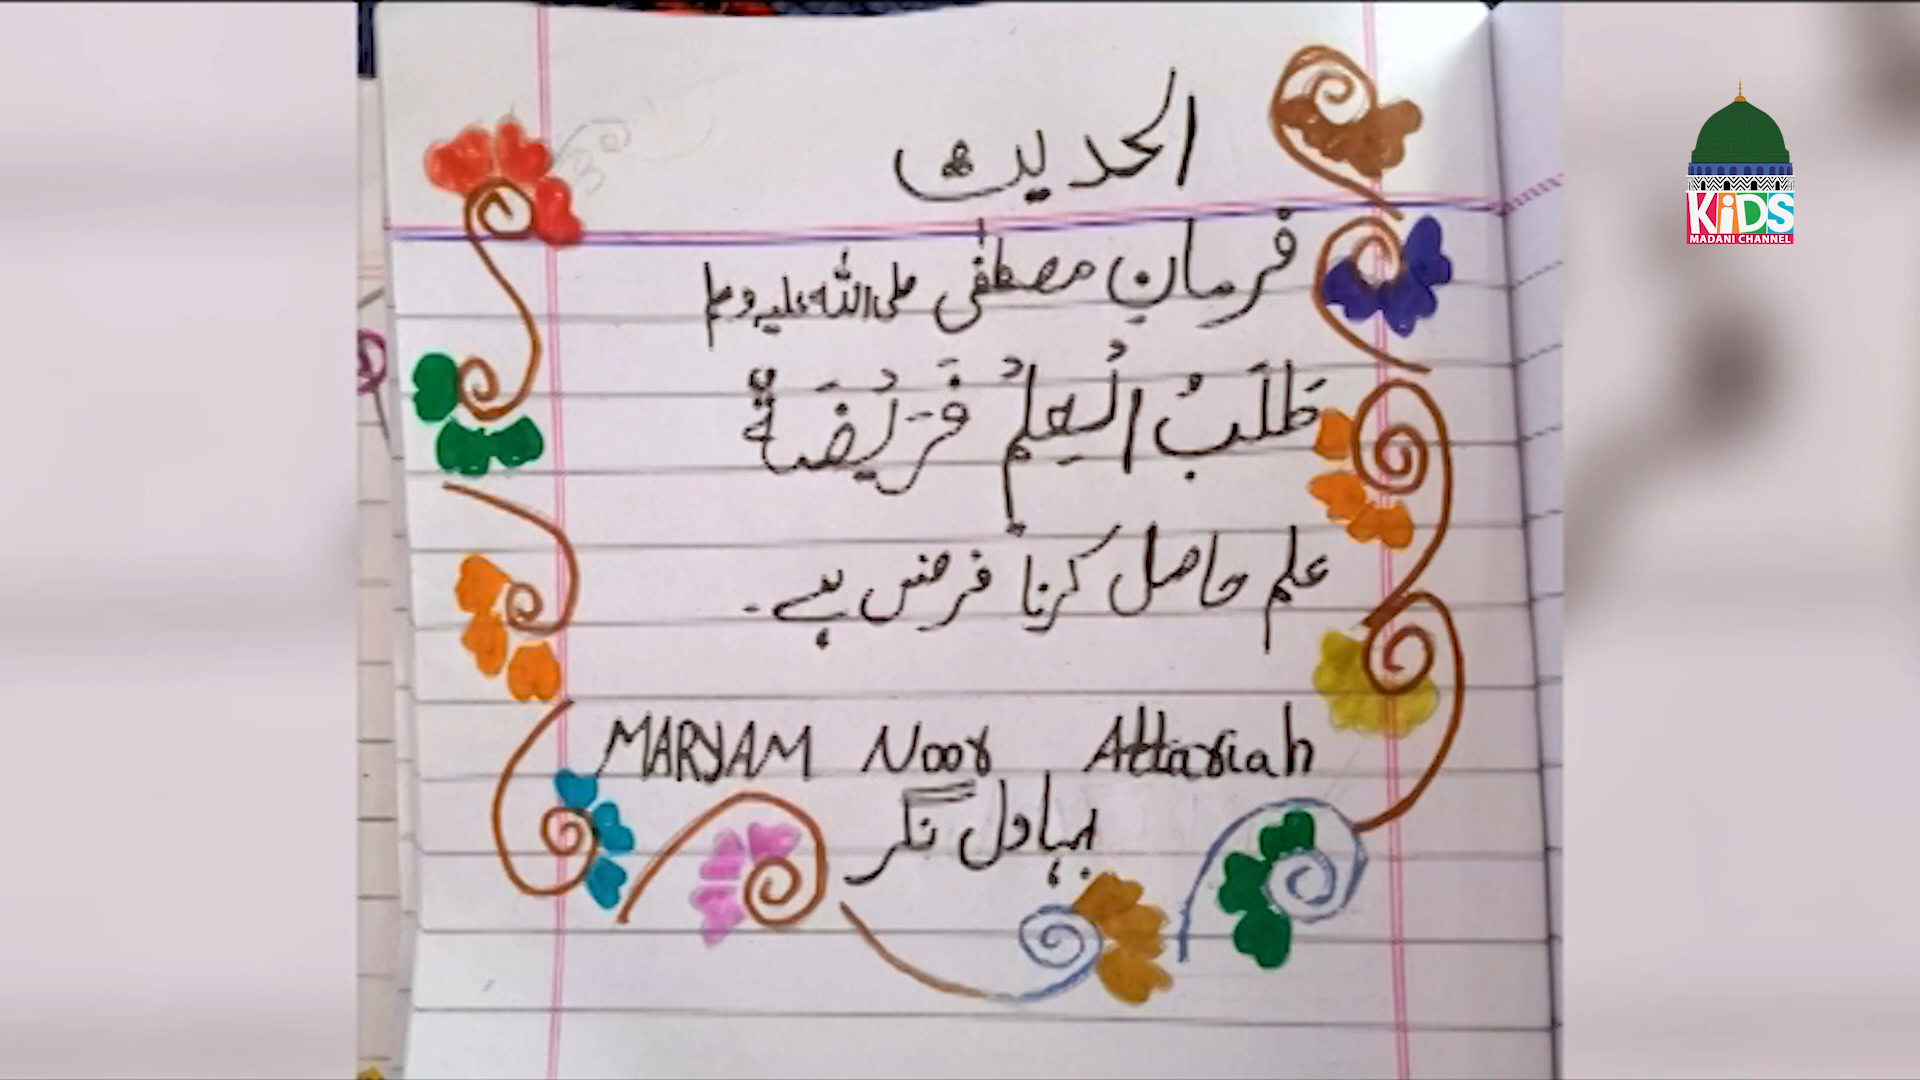 الحدیث
فرمانِ مصطفٰی صلی اللہ علیہ وسلم
طَلَبُ الْعِلْمُ فَرَیْضَةٌ
علم حاصل کرنا فرض ہے۔
MARYAM Noor Attariah
بہاول نگر
KiDS
MADANI CHANNEL